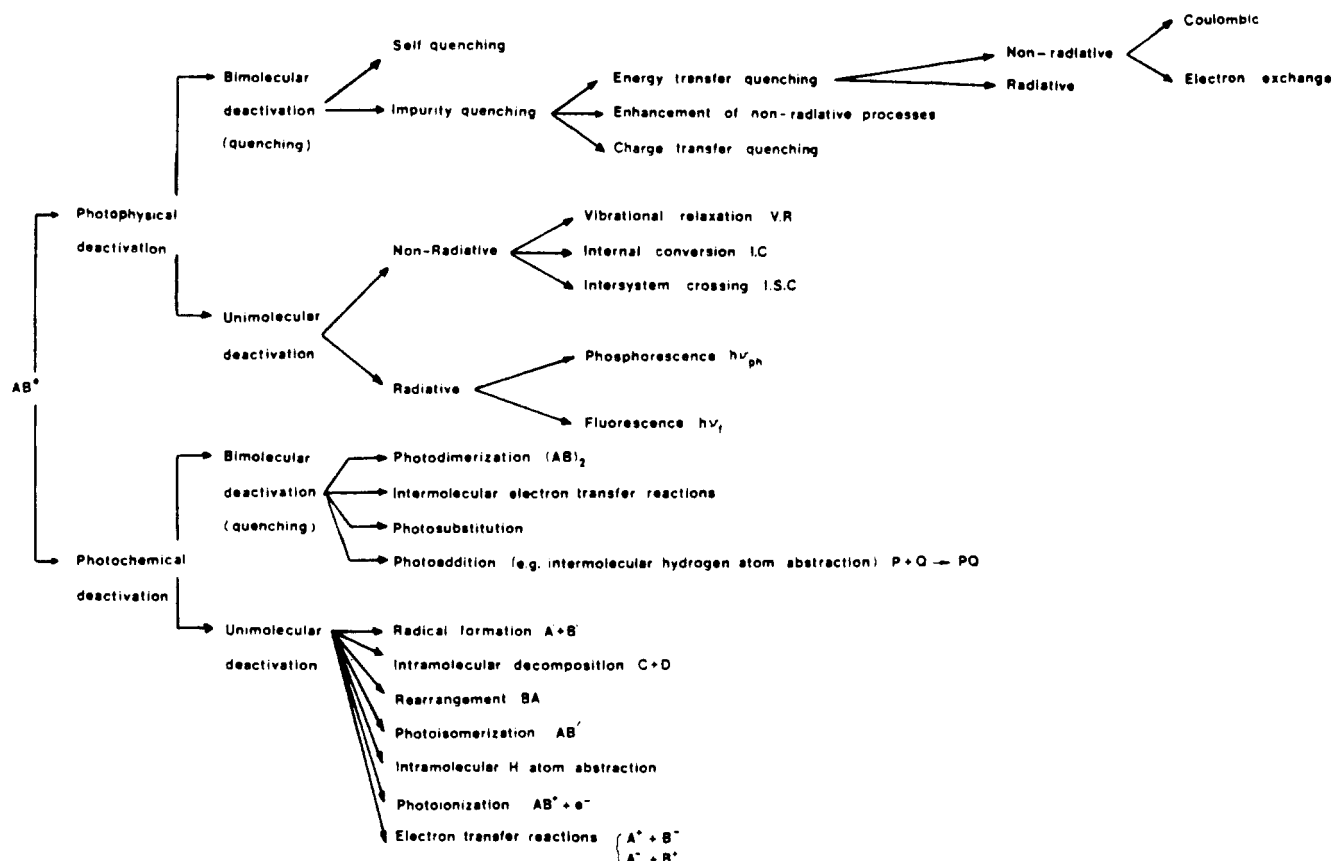 Coulombic
Self quenching
Non-radiative
Bimolecular
deactivation
(quenching)
Energy transfer quenching
Radiative
Electron exchange
Impurity quenching
Enhancement of non-radiative processes
Charge transfer quenching
Photophysical
deactivation
Vibrational relaxation V.R
Non-Radiative
Internal conversion I.C
Intersystem crossing I.S.C
Unimolecular
deactivation
Phosphorescence hν_ph
AB*
Radiative
Fluorescence hν_f
Bimolecular
deactivation
(quenching)
Photodimerization (AB)₂
Intermolecular electron transfer reactions
Photosubstitution
Photochemical
deactivation
Photoaddition (e.g. intermolecular hydrogen atom abstraction) P + Q → PQ
Unimolecular
deactivation
Radical formation A˙+B˙
Intramolecular decomposition C+D
Rearrangement BA
Photoisomerization AB′
Intramolecular H atom abstraction
Photoionization AB⁺ + e⁻
Electron transfer reactions { A⁺ + B⁻
A⁻ + B⁺